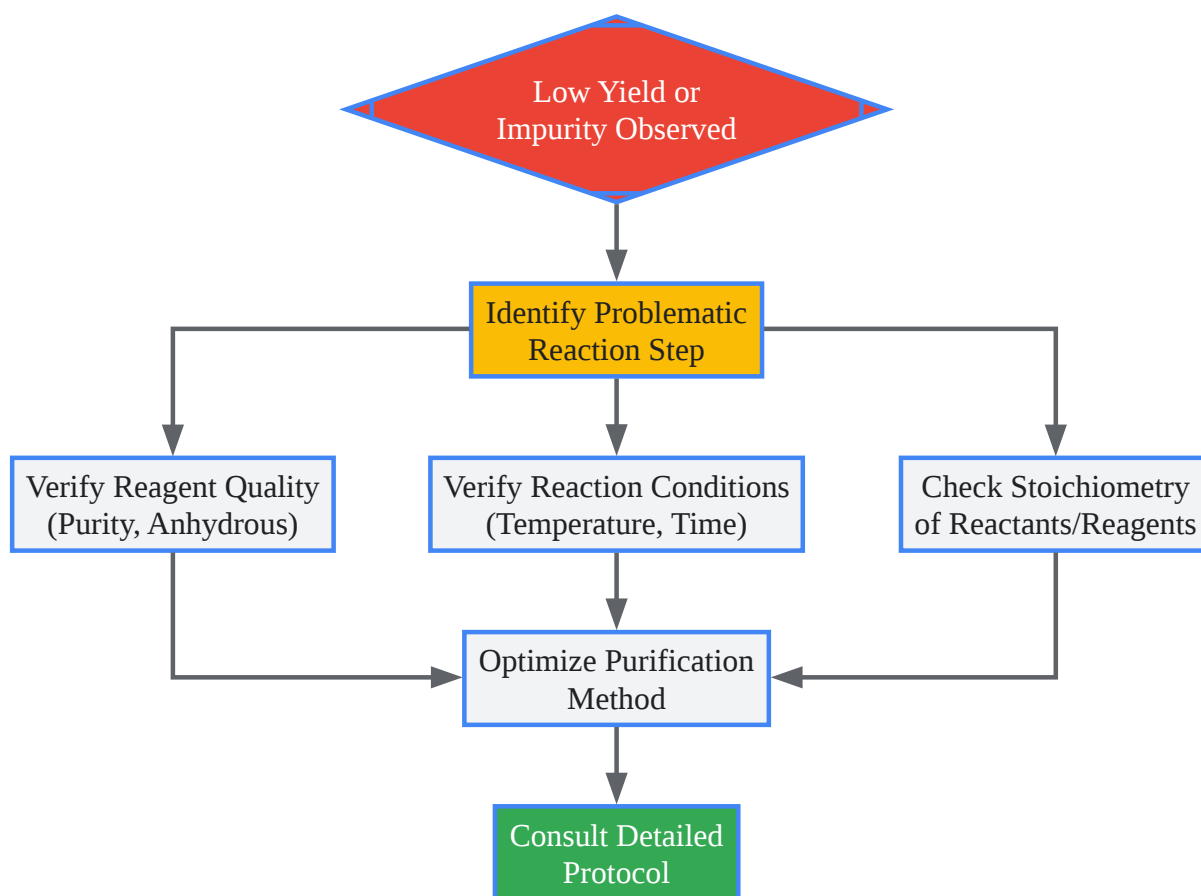 Low Yield or
Impurity Observed
Identify Problematic
Reaction Step
Verify Reagent Quality
(Purity, Anhydrous)
Verify Reaction Conditions
(Temperature, Time)
Check Stoichiometry
of Reactants/Reagents
Optimize Purification
Method
Consult Detailed
Protocol